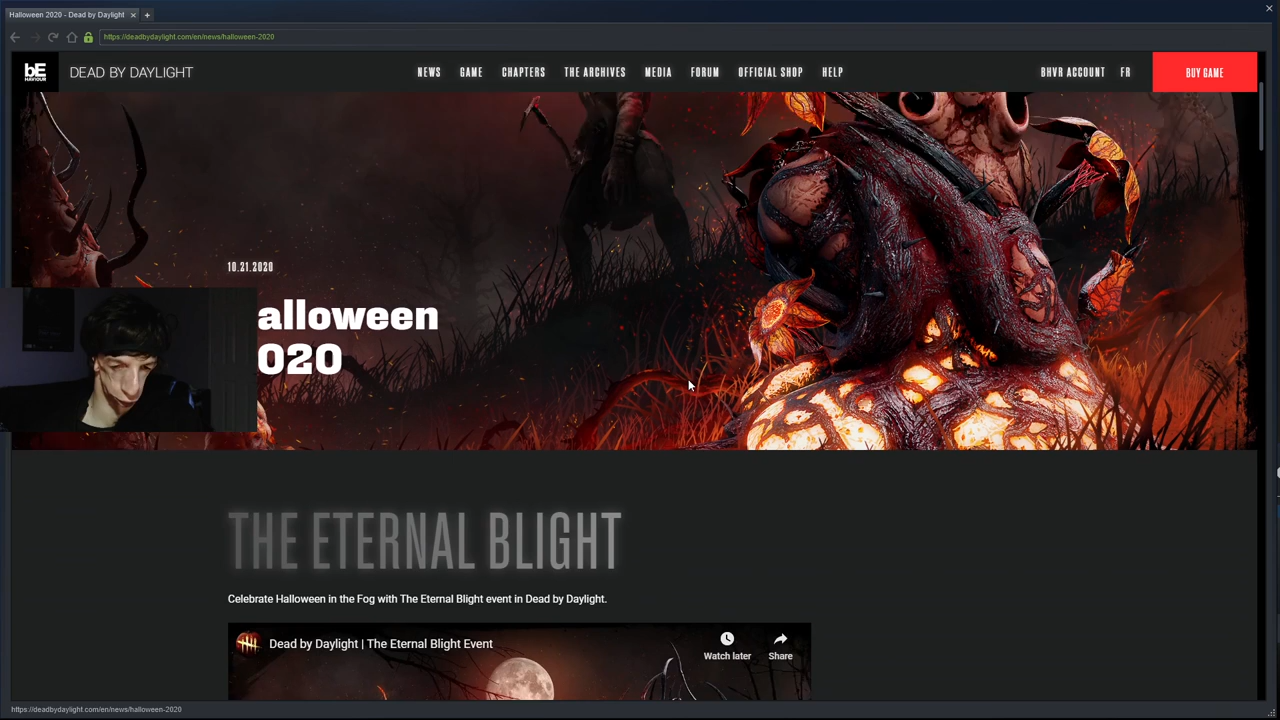 Halloween 2020 - Dead by Daylight
https://deadbydaylight.com/en/news/halloween-2020
bE
HAVIOUR
DEAD BY DAYLIGHT
NEWS
GAME
CHAPTERS
THE ARCHIVES
MEDIA
FORUM
OFFICIAL SHOP
HELP
BHVR ACCOUNT
FR
BUY GAME
10.21.2020
alloween
020
THE ETERNAL BLIGHT
Celebrate Halloween in the Fog with The Eternal Blight event in Dead by Daylight.
Dead by Daylight | The Eternal Blight Event
Watch later
Share
https://deadbydaylight.com/en/news/halloween-2020